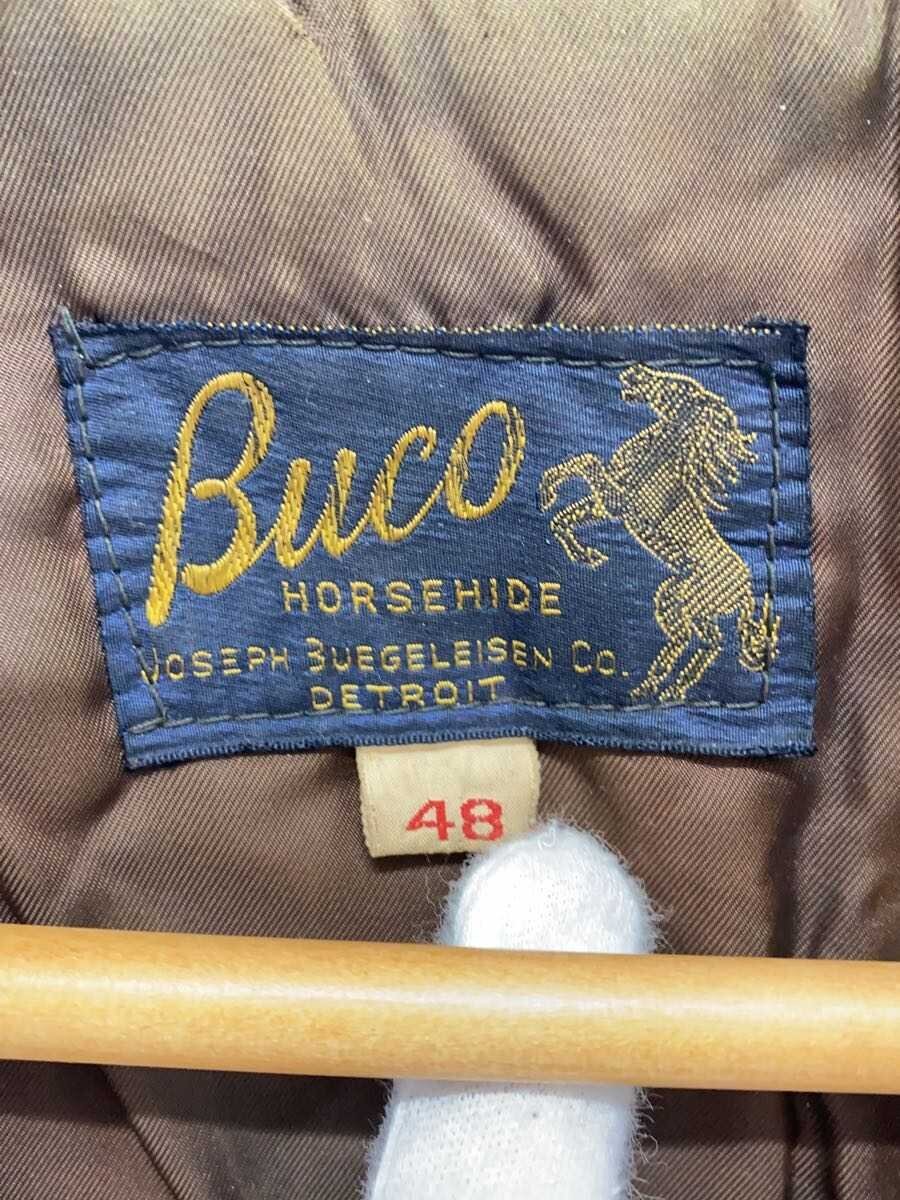 Buco
HORSEHIDE
JOSEPH BUEGELEISEN CO.
DETROIT
48